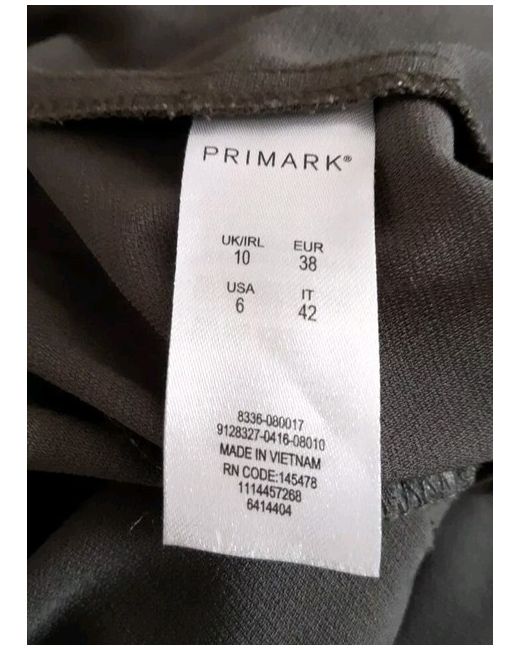 PRIMARK®
UK/IRL EUR
10 38
USA IT
6 42
8336-080017
9128327-0416-08010
MADE IN VIETNAM
RN CODE:145478
1114457268
6414404